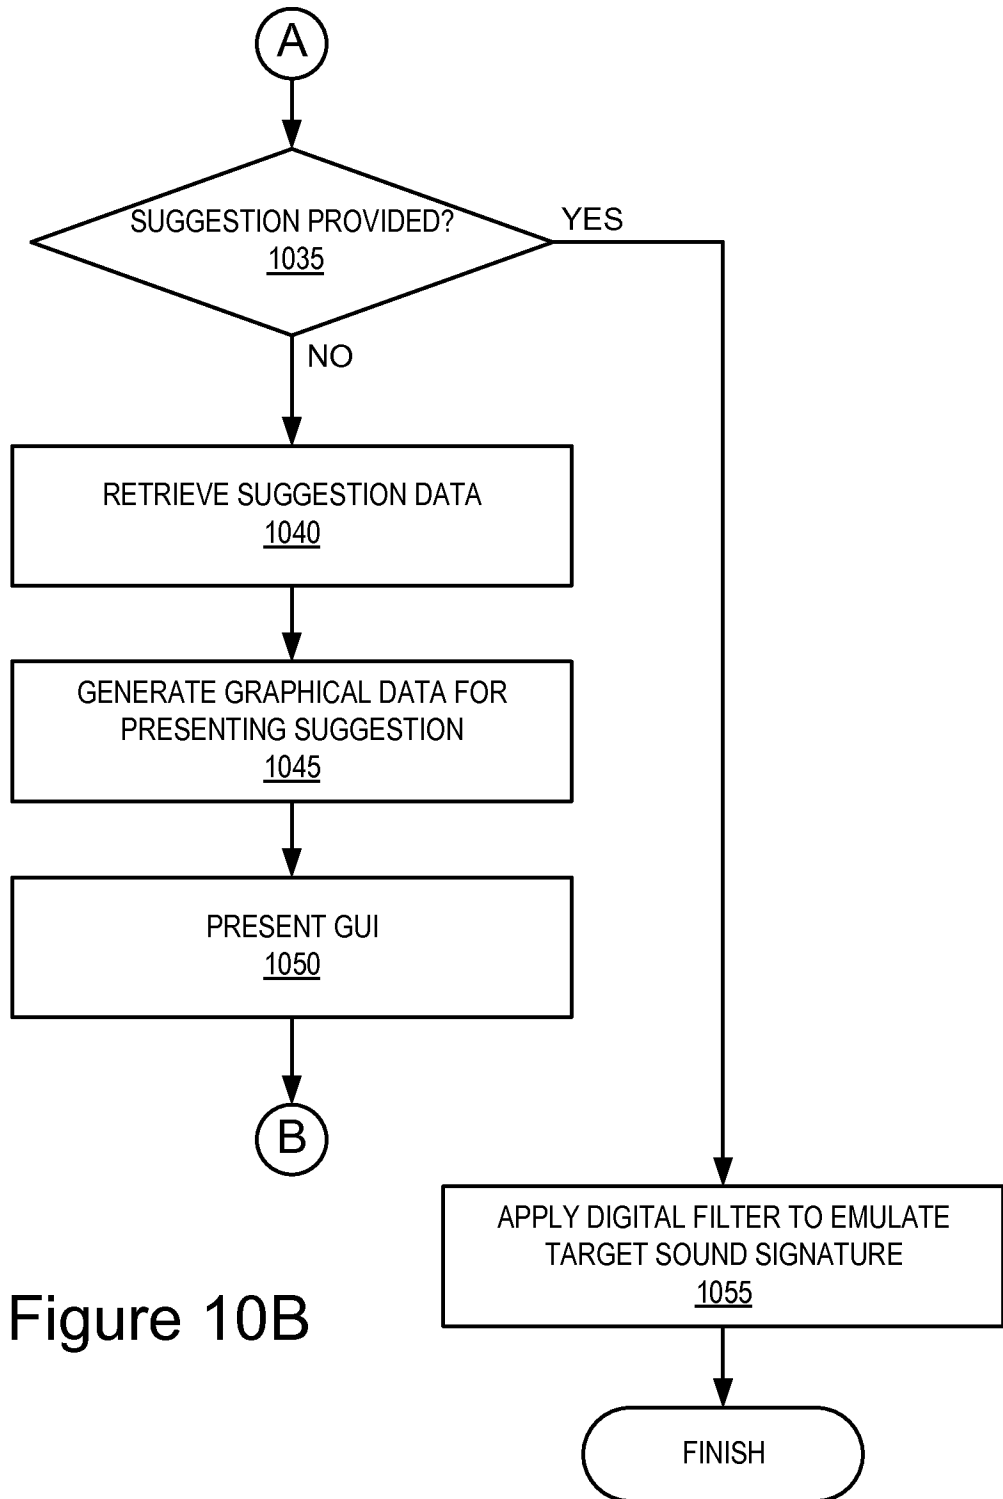 A
SUGGESTION PROVIDED?
1035
YES
NO
RETRIEVE SUGGESTION DATA
1040
GENERATE GRAPHICAL DATA FOR
PRESENTING SUGGESTION
1045
PRESENT GUI
1050
B
APPLY DIGITAL FILTER TO EMULATE
TARGET SOUND SIGNATURE
1055
Figure 10B
FINISH